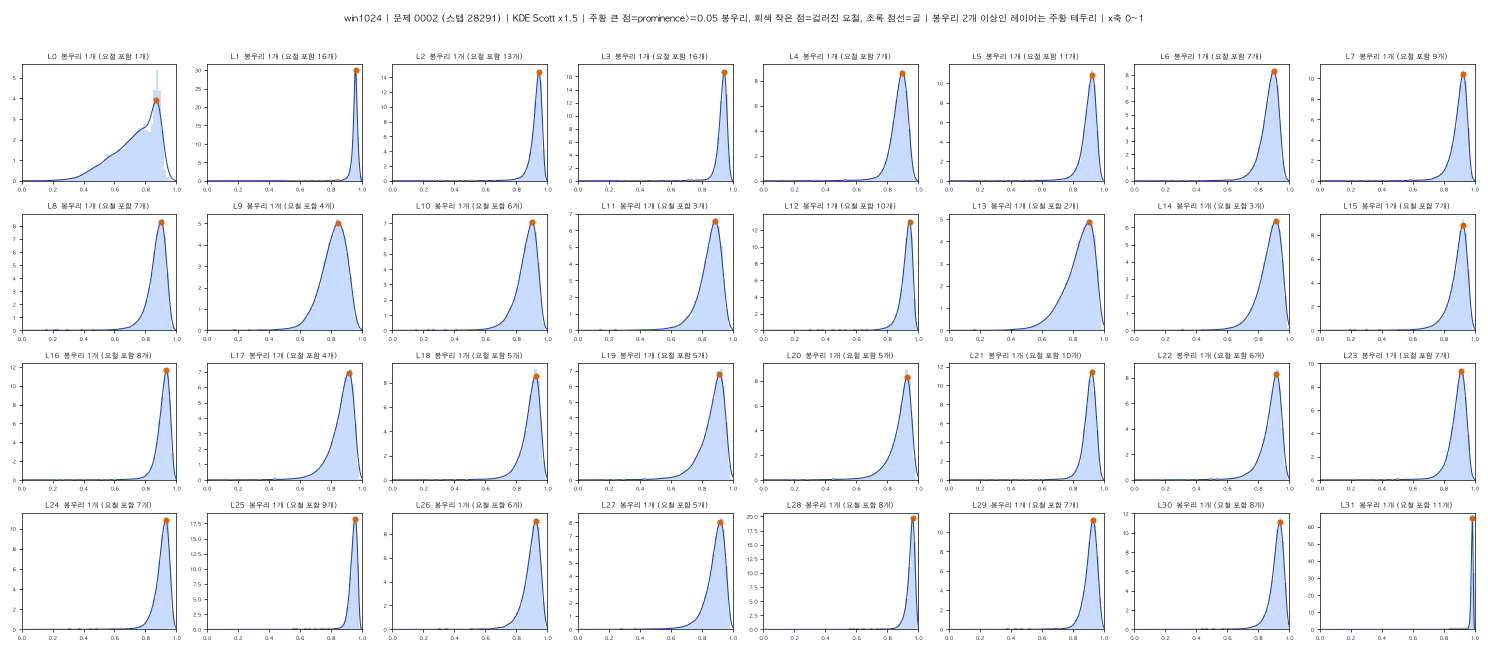 win1024 | 문제 0002 (스텝 28291) | KDE Scott x1.5 | 주황 큰 점=prominence>=0.05 봉우리, 회색 작은 점=걸러진 요철, 초록 점선=골 | 봉우리 2개 이상인 레이어는 주황 테두리 | x축 0~1
L0 봉우리 1개 (요철 포함 1개)
L1 봉우리 1개 (요철 포함 16개)
L2 봉우리 1개 (요철 포함 13개)
L3 봉우리 1개 (요철 포함 16개)
L4 봉우리 1개 (요철 포함 7개)
L5 봉우리 1개 (요철 포함 11개)
L6 봉우리 1개 (요철 포함 7개)
L7 봉우리 1개 (요철 포함 9개)
L8 봉우리 1개 (요철 포함 7개)
L9 봉우리 1개 (요철 포함 4개)
L10 봉우리 1개 (요철 포함 6개)
L11 봉우리 1개 (요철 포함 3개)
L12 봉우리 1개 (요철 포함 10개)
L13 봉우리 1개 (요철 포함 2개)
L14 봉우리 1개 (요철 포함 3개)
L15 봉우리 1개 (요철 포함 7개)
L16 봉우리 1개 (요철 포함 8개)
L17 봉우리 1개 (요철 포함 4개)
L18 봉우리 1개 (요철 포함 5개)
L19 봉우리 1개 (요철 포함 5개)
L20 봉우리 1개 (요철 포함 5개)
L21 봉우리 1개 (요철 포함 10개)
L22 봉우리 1개 (요철 포함 6개)
L23 봉우리 1개 (요철 포함 7개)
L24 봉우리 1개 (요철 포함 7개)
L25 봉우리 1개 (요철 포함 9개)
L26 봉우리 1개 (요철 포함 6개)
L27 봉우리 1개 (요철 포함 5개)
L28 봉우리 1개 (요철 포함 8개)
L29 봉우리 1개 (요철 포함 7개)
L30 봉우리 1개 (요철 포함 8개)
L31 봉우리 1개 (요철 포함 11개)